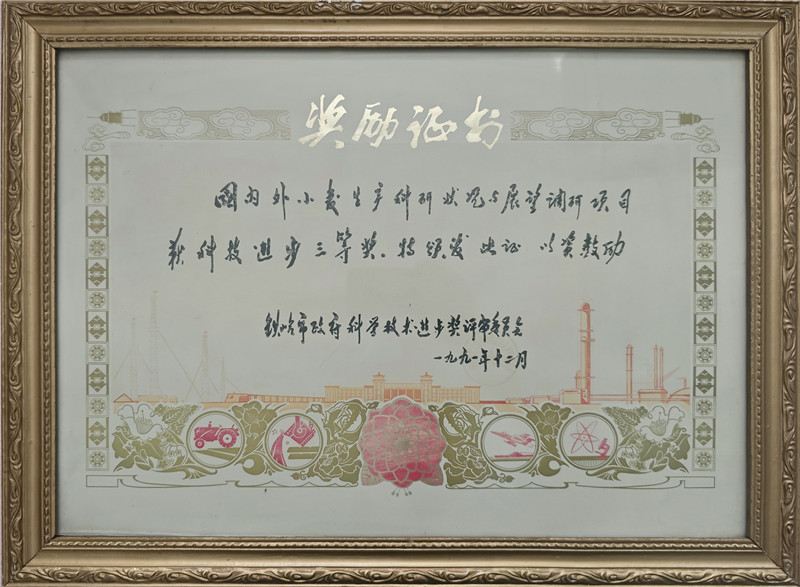 奖励证书
国内外小麦生产科研状况与展望调研项目
获科技进步三等奖、特颁发此证 以资鼓励
铁岭市政府科学技术进步奖评审委员会
一九九一年十二月